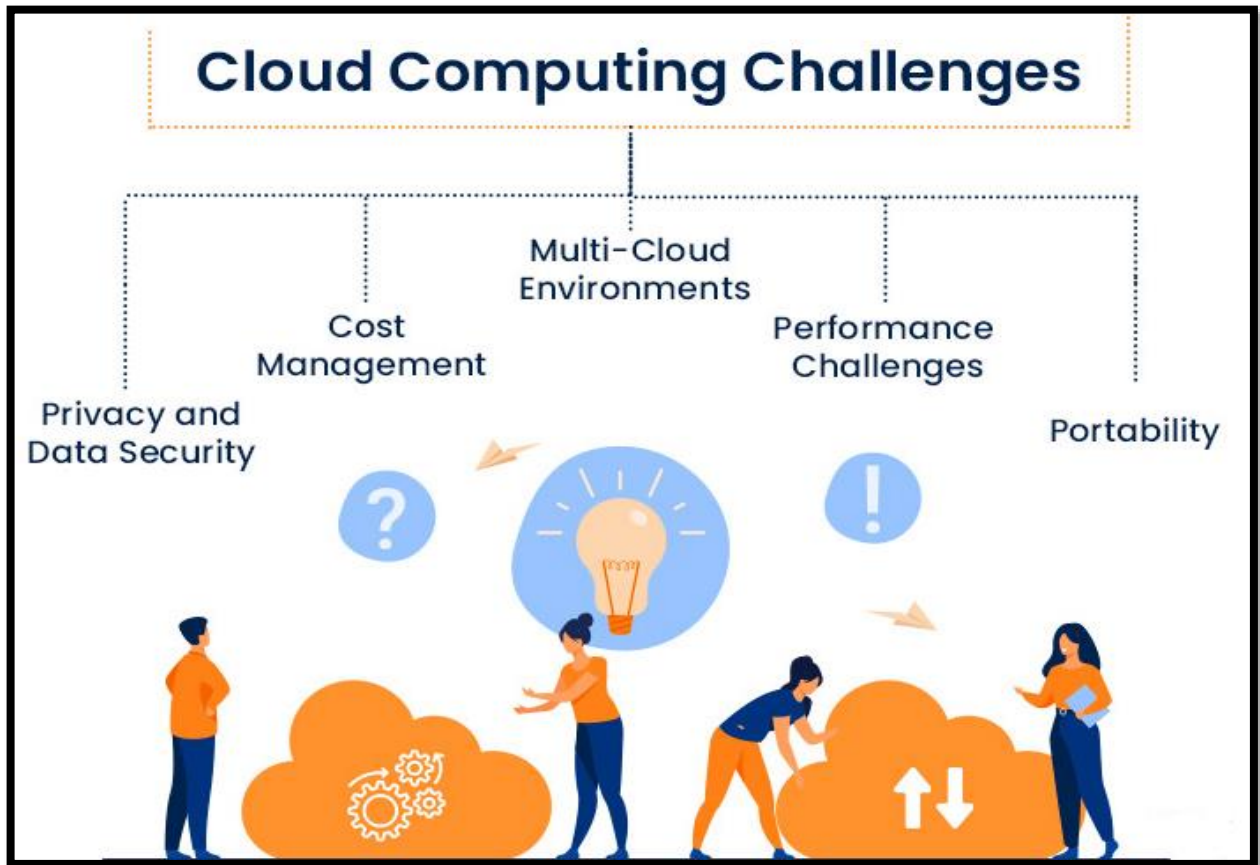 Cloud Computing Challenges
Multi-Cloud
Environments
Cost
Management
Performance
Challenges
Privacy and
Data Security
Portability
?
!